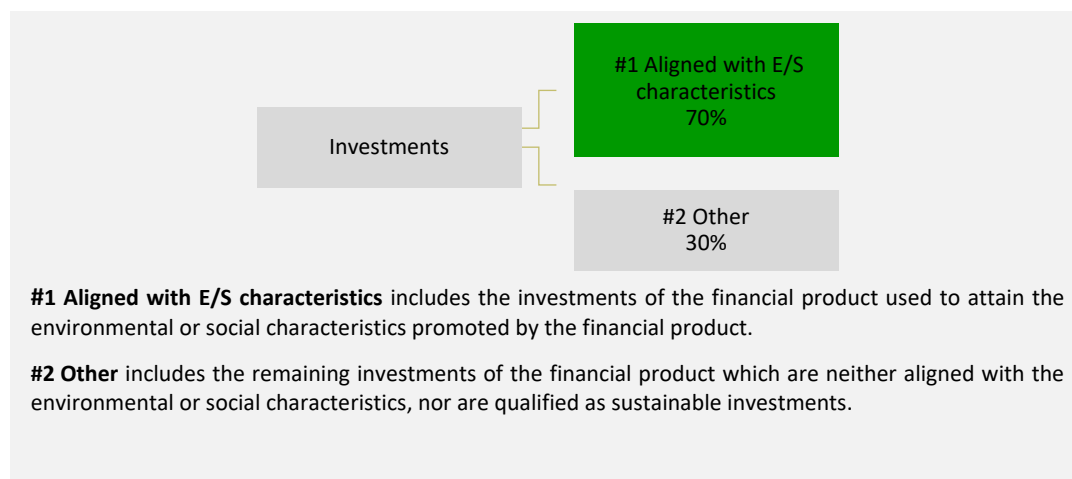 #1 Aligned with E/S
characteristics
70%
Investments
#2 Other
30%
#1 Aligned with E/S characteristics includes the investments of the financial product used to attain the
environmental or social characteristics promoted by the financial product.
#2 Other includes the remaining investments of the financial product which are neither aligned with the
environmental or social characteristics, nor are qualified as sustainable investments.